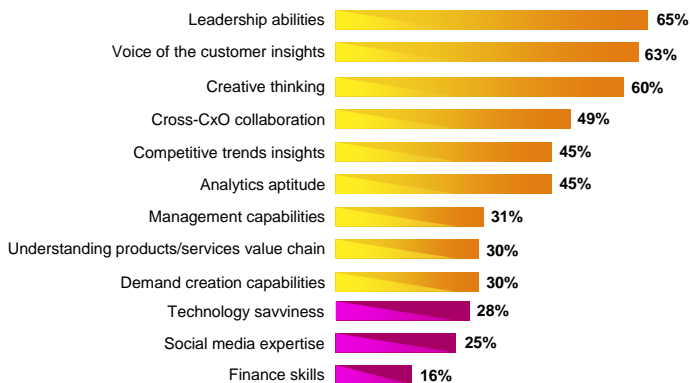 Leadership abilities 65%
Voice of the customer insights 63%
Creative thinking 60%
Cross-CxO collaboration 49%
Competitive trends insights 45%
Analytics aptitude 45%
Management capabilities 31%
Understanding products/services value chain 30%
Demand creation capabilities 30%
Technology savviness 28%
Social media expertise 25%
Finance skills 16%